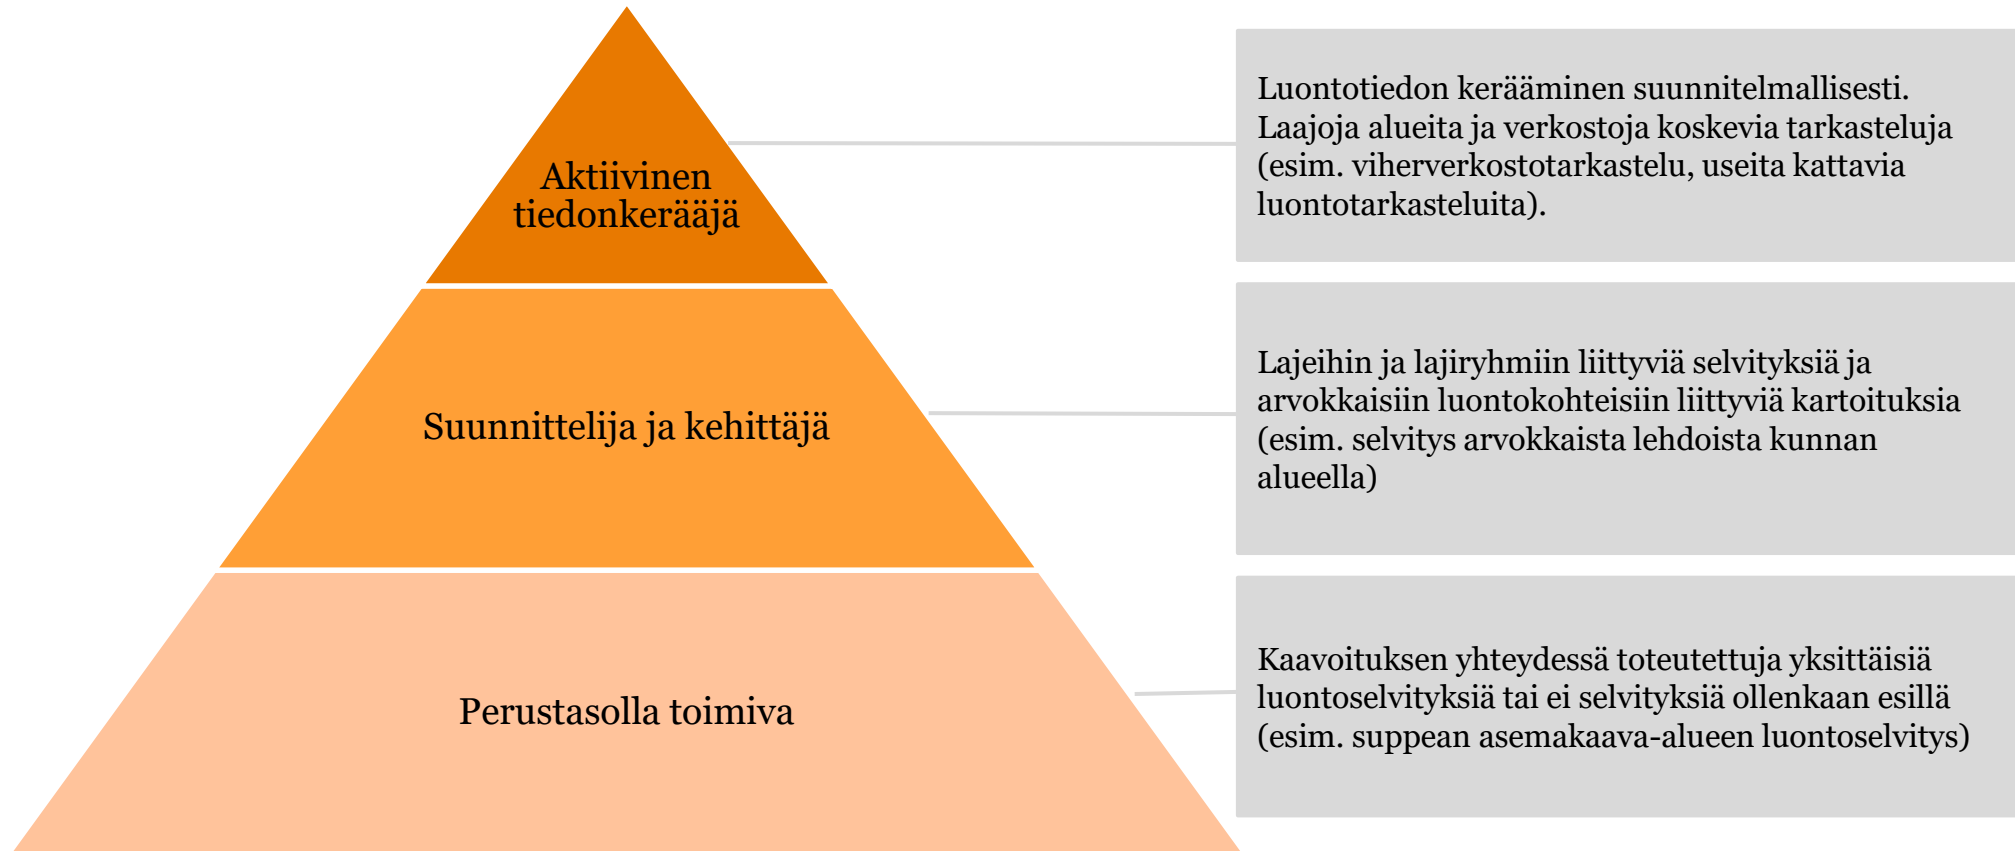 Aktiivinen
tiedonkerääjä
Luontotiedon kerääminen suunnitelmallisesti.
Laajoja alueita ja verkostoja koskevia tarkasteluja
(esim. viherverkostotarkastelu, useita kattavia
luontotarkasteluita).
Suunnittelija ja kehittäjä
Lajeihin ja lajiryhmiin liittyviä selvityksiä ja
arvokkaisiin luontokohteisiin liittyviä kartoituksia
(esim. selvitys arvokkaista lehdoista kunnan
alueella)
Perustasolla toimiva
Kaavoituksen yhteydessä toteutettuja yksittäisiä
luontoselvityksiä tai ei selvityksiä ollenkaan esillä
(esim. suppean asemakaava-alueen luontoselvitys)